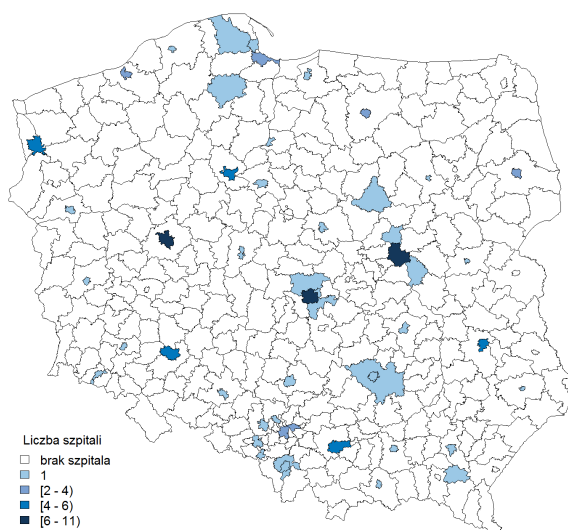 Liczba szpitali
brak szpitala
1
[2 - 4)
[4 - 6)
[6 - 11)